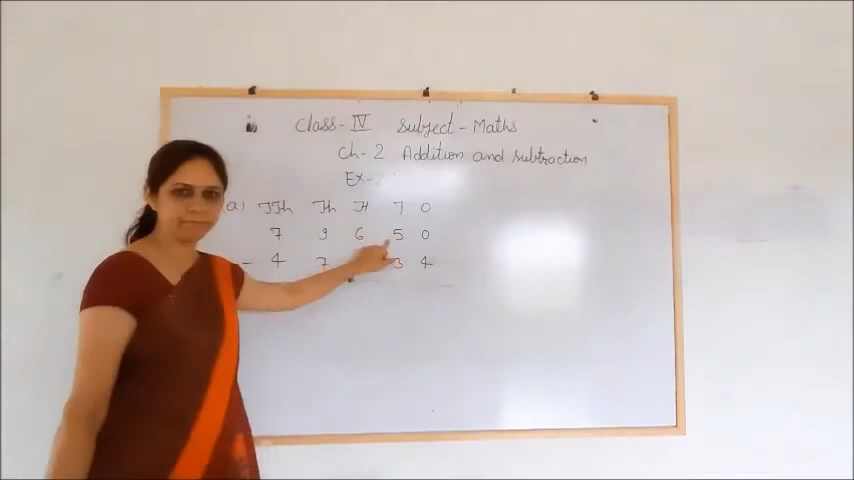 Class-IV Subject-Maths
Ch-2 Addition and subtraction
Ex-2
a) TTh Th H T O
7 9 6 5 0
- 4 7 3 4